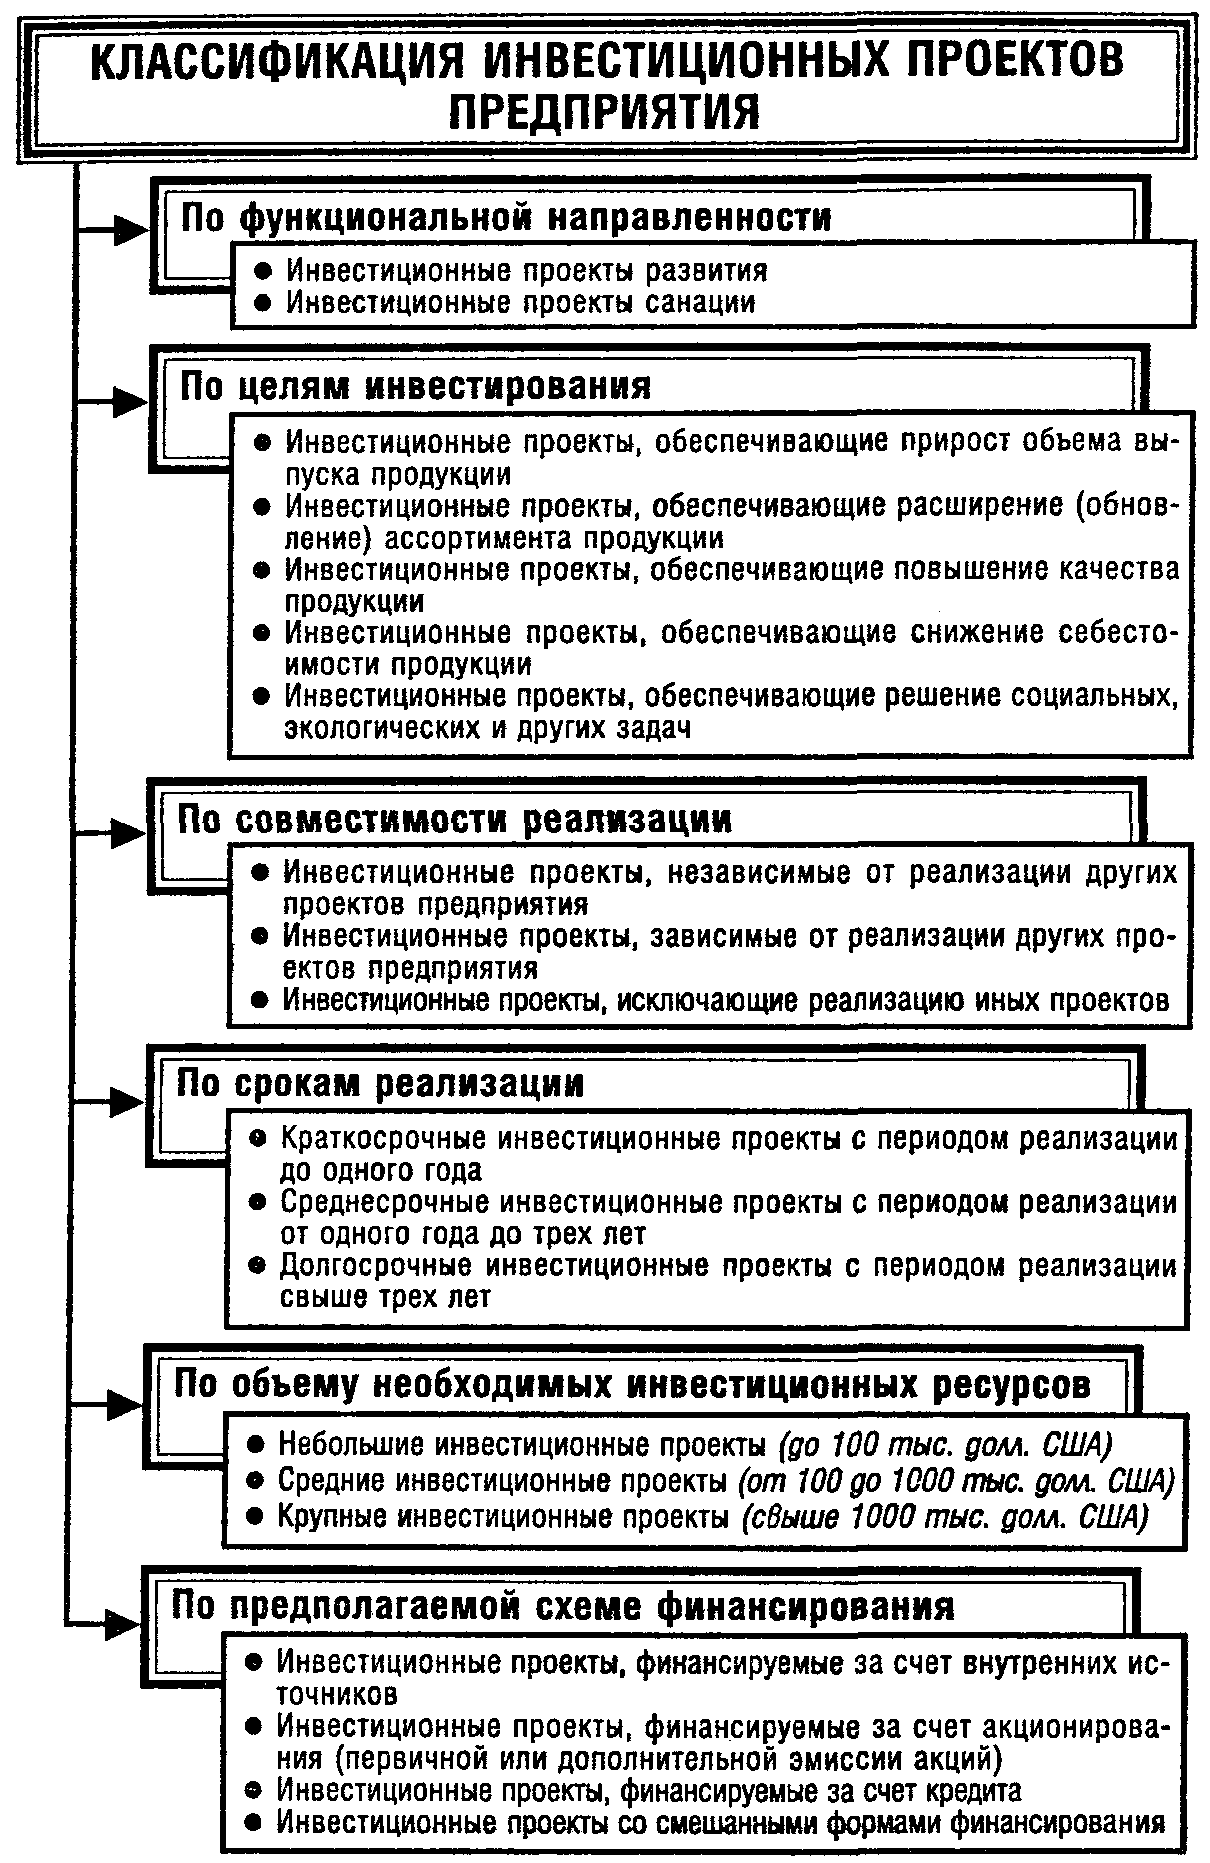 КЛАССИФИКАЦИЯ ИНВЕСТИЦИОННЫХ ПРОЕКТОВ
ПРЕДПРИЯТИЯ
По функциональной направленности
● Инвестиционные проекты развития
● Инвестиционные проекты санации
По целям инвестирования
● Инвестиционные проекты, обеспечивающие прирост объема вы-
пуска продукции
● Инвестиционные проекты, обеспечивающие расширение (обнов-
ление) ассортимента продукции
● Инвестиционные проекты, обеспечивающие повышение качества
продукции
● Инвестиционные проекты, обеспечивающие снижение себесто-
имости продукции
● Инвестиционные проекты, обеспечивающие решение социальных,
экологических и других задач
По совместимости реализации
● Инвестиционные проекты, независимые от реализации других
проектов предприятия
● Инвестиционные проекты, зависимые от реализации других про-
ектов предприятия
● Инвестиционные проекты, исключающие реализацию иных проектов
По срокам реализации
● Краткосрочные инвестиционные проекты с периодом реализации
до одного года
● Среднесрочные инвестиционные проекты с периодом реализации
от одного года до трех лет
● Долгосрочные инвестиционные проекты с периодом реализации
свыше трех лет
По объему необходимых инвестиционных ресурсов
● Небольшие инвестиционные проекты (до 100 тыс. долл. США)
● Средние инвестиционные проекты (от 100 до 1000 тыс. долл. США)
● Крупные инвестиционные проекты (свыше 1000 тыс. долл. США)
По предполагаемой схеме финансирования
● Инвестиционные проекты, финансируемые за счет внутренних ис-
точников
● Инвестиционные проекты, финансируемые за счет акционирова-
ния (первичной или дополнительной эмиссии акций)
● Инвестиционные проекты, финансируемые за счет кредита
● Инвестиционные проекты со смешанными формами финансирования